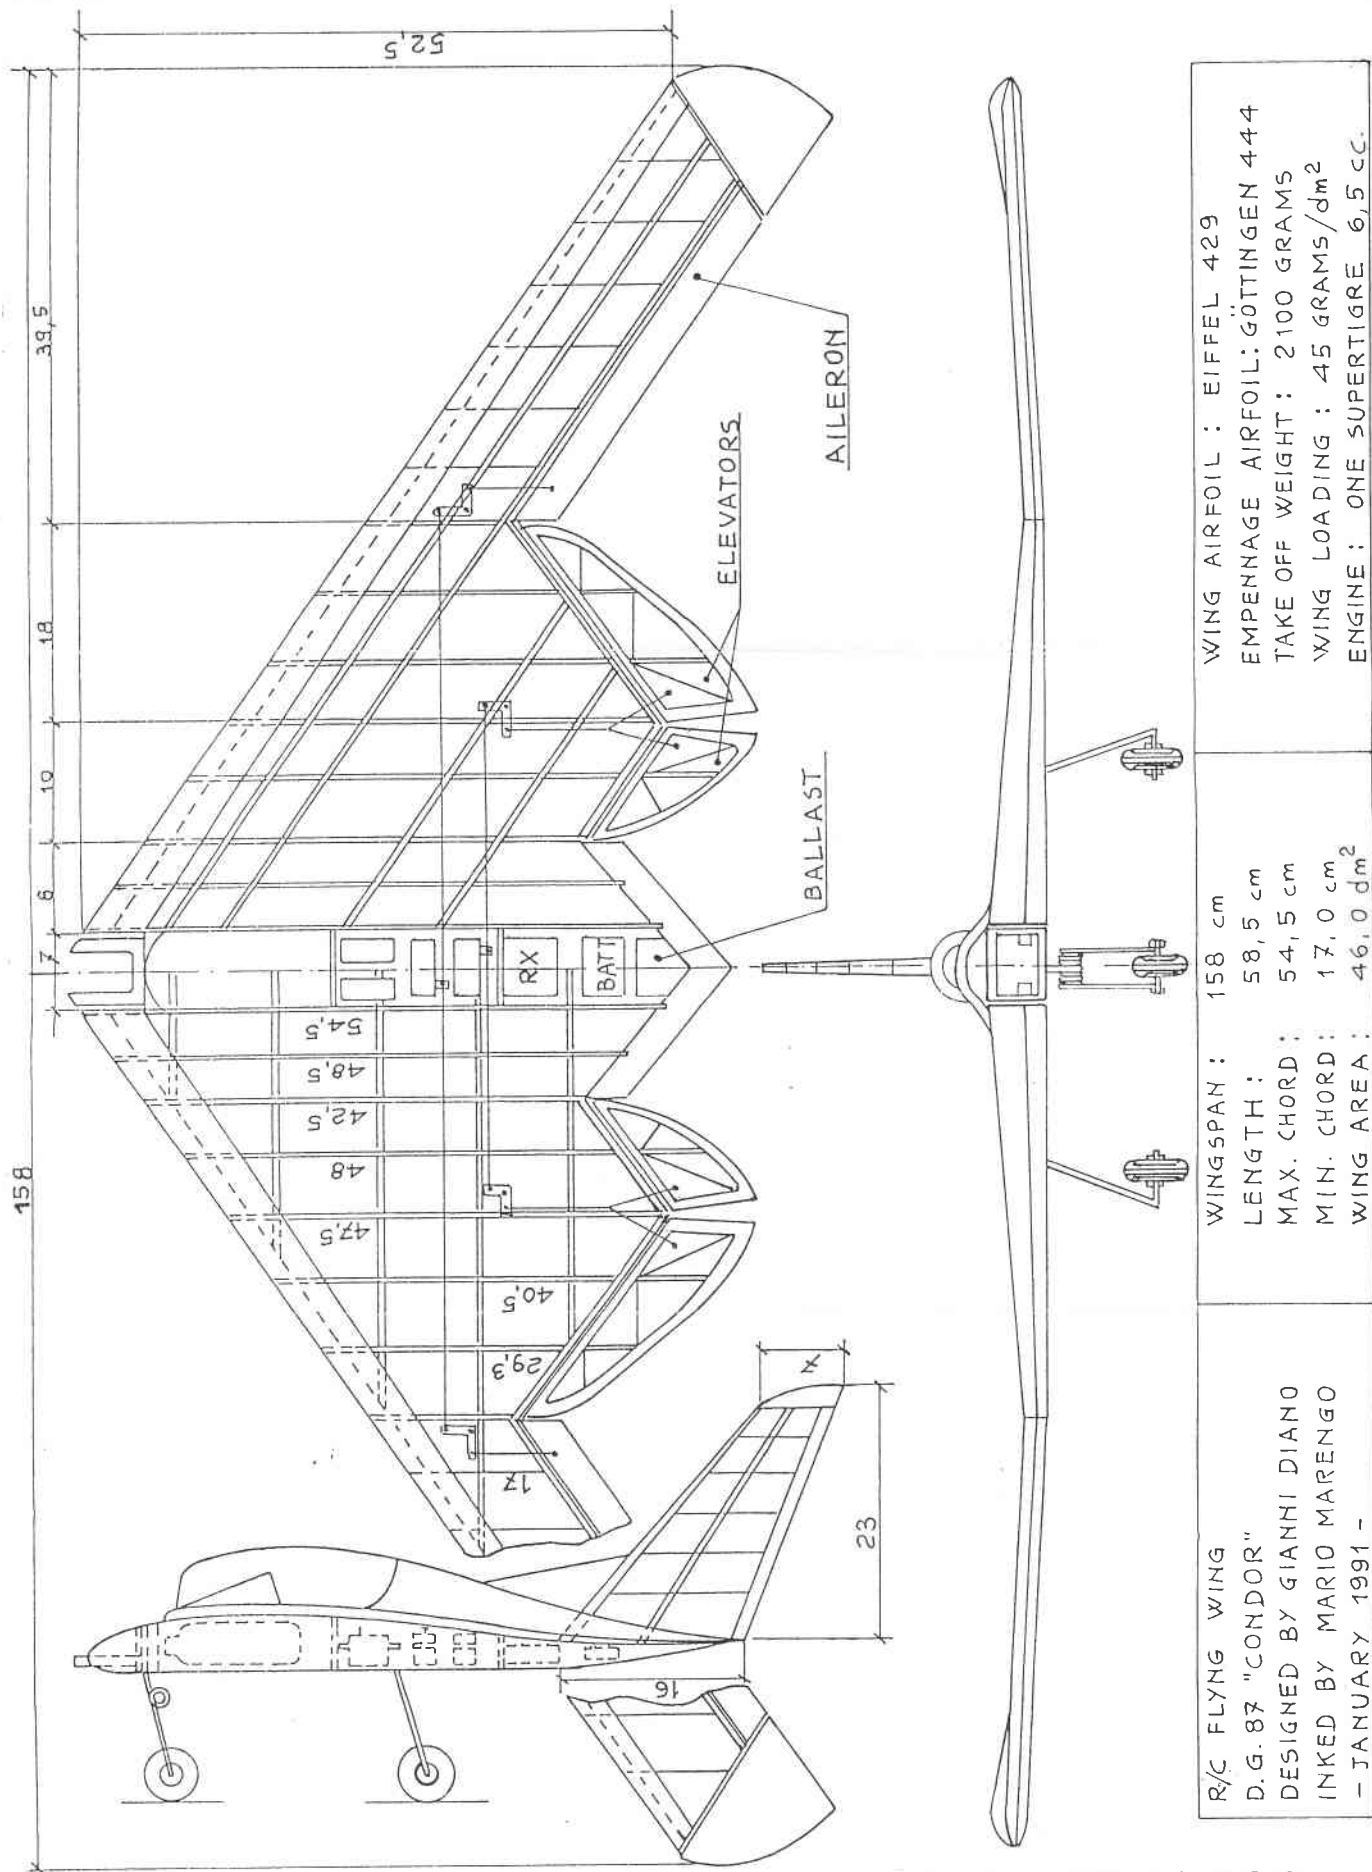 158
39,5
18
10
6
7
52,5
AILERON
ELEVATORS
BALLAST
RX
BATT
54,5
48,5
42,5
48
47,5
40,5
29,3
17
16
23
7
R/C FLYNG WING
D.G. 87 "CONDOR"
DESIGNED BY GIANNI DIANO
INKED BY MARIO MARENGO
- JANUARY 1991 -
WINGSPAN : 158 cm
LENGTH : 58,5 cm
MAX. CHORD : 54,5 cm
MIN. CHORD : 17,0 cm
WING AREA : 46,0 dm²
WING AIRFOIL : EIFFEL 429
EMPENNAGE AIRFOIL: GÖTTINGEN 444
TAKE OFF WEIGHT : 2100 GRAMS
WING LOADING : 45 GRAMS/dm²
ENGINE : ONE SUPERTIGRE 6,5 cc.